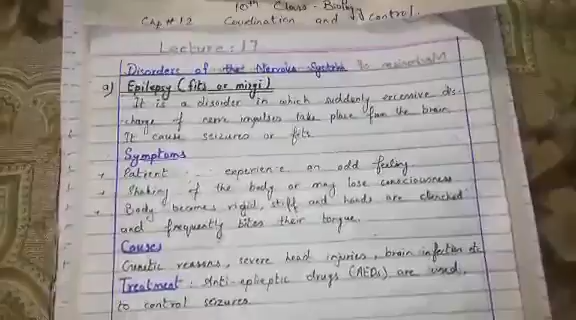 10th Class - Biology
Chp # 12 Coordination and control.
Lecture: 17
Disorders of the Nervous System
a) Epilepsy (fits or mirgi)
It is a disorder in which suddenly excessive dis-
charge of nerve impulses take place from the brain.
It cause seizures or fits.
Symptoms
Patient experience an odd feeling
Shaking of the body or may lose consciousness
Body becomes rigid, stiff and hands are clenched
and frequently bites their tongue.
Causes
Genetic reasons, severe head injuries, brain infection etc
Treatment: Anti-epileptic drugs (AEDs) are used,
to control seizures